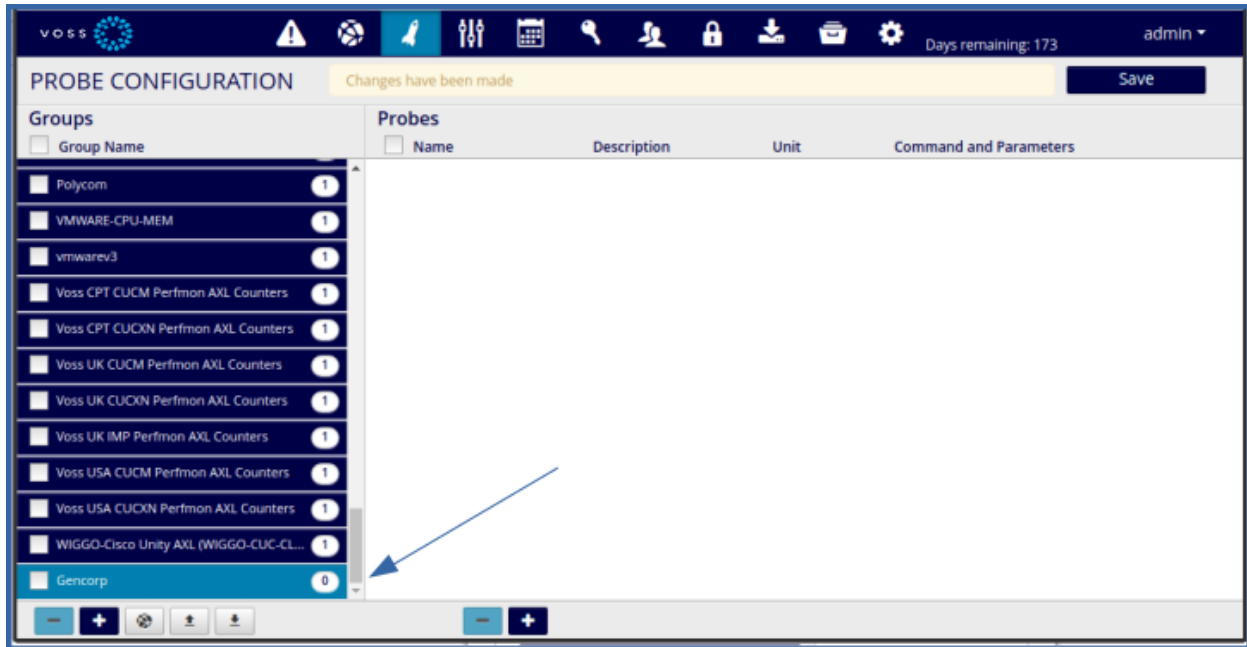 voss
Days remaining: 173
admin
PROBE CONFIGURATION
Changes have been made
Save
Groups
Probes
Group Name
Name Description Unit Command and Parameters
Polycom 1
VMWARE-CPU-MEM 1
vmwarev3 1
Voss CPT CUCM Perfmon AXL Counters 1
Voss CPT CUCXN Perfmon AXL Counters 1
Voss UK CUCM Perfmon AXL Counters 1
Voss UK CUCXN Perfmon AXL Counters 1
Voss UK IMP Perfmon AXL Counters 1
Voss USA CUCM Perfmon AXL Counters 1
Voss USA CUCXN Perfmon AXL Counters 1
WIGGO-Cisco Unity AXL (WIGGO-CUC-CL... 1
Gencorp 0